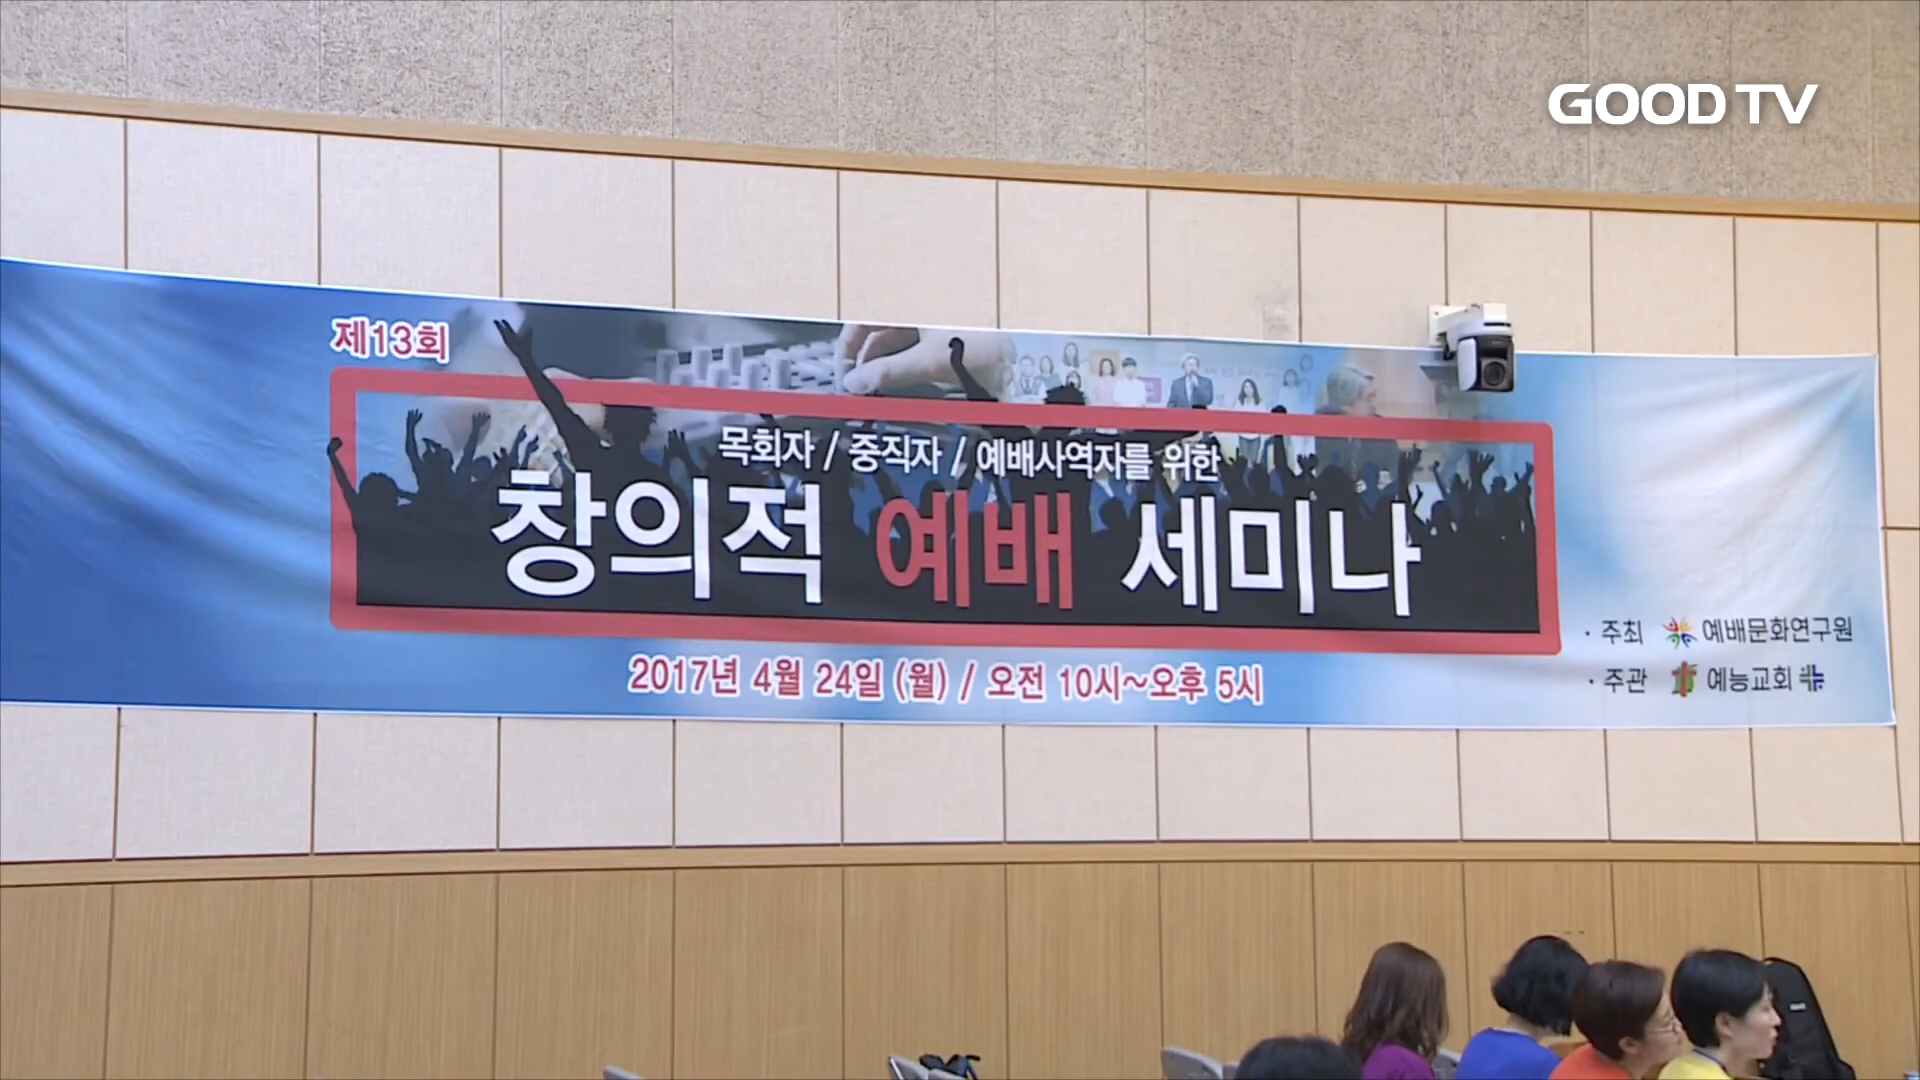 GOOD TV
제13회
목회자 / 중직자 / 예배사역자를 위한
창의적 예배 세미나
2017년 4월 24일 (월) / 오전 10시~오후 5시
· 주최 예배문화연구원
· 주관 예능교회